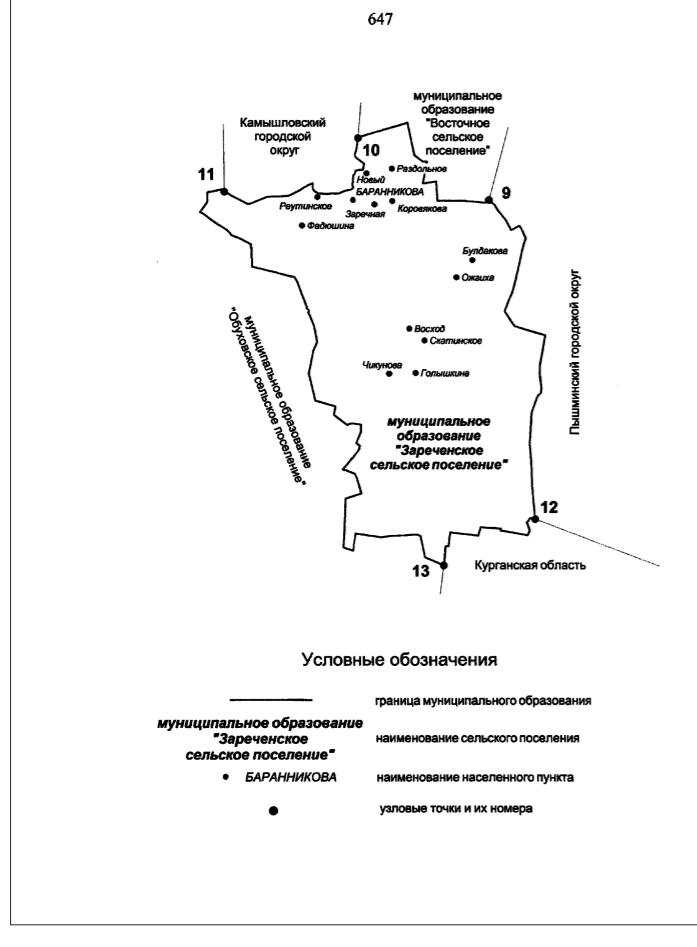 647
муниципальное
образование
"Восточное
сельское
поселение"
Камышловский
городской
округ
10
11
9
Раздольное
Новый
БАРАННИКОВА
Реутинское
Заречная
Коровякова
Фадюшина
Булдакова
Ожгиха
Пышминский городской округ
муниципальное образование
"Обуховское сельское поселение"
Восход
Скатинское
Чикунова
Голышкина
муниципальное
образование
"Зареченское
сельское поселение"
12
13
Курганская область
Условные обозначения
граница муниципального образования
муниципальное образование
"Зареченское
сельское поселение"
наименование сельского поселения
БАРАННИКОВА
наименование населенного пункта
узловые точки и их номера